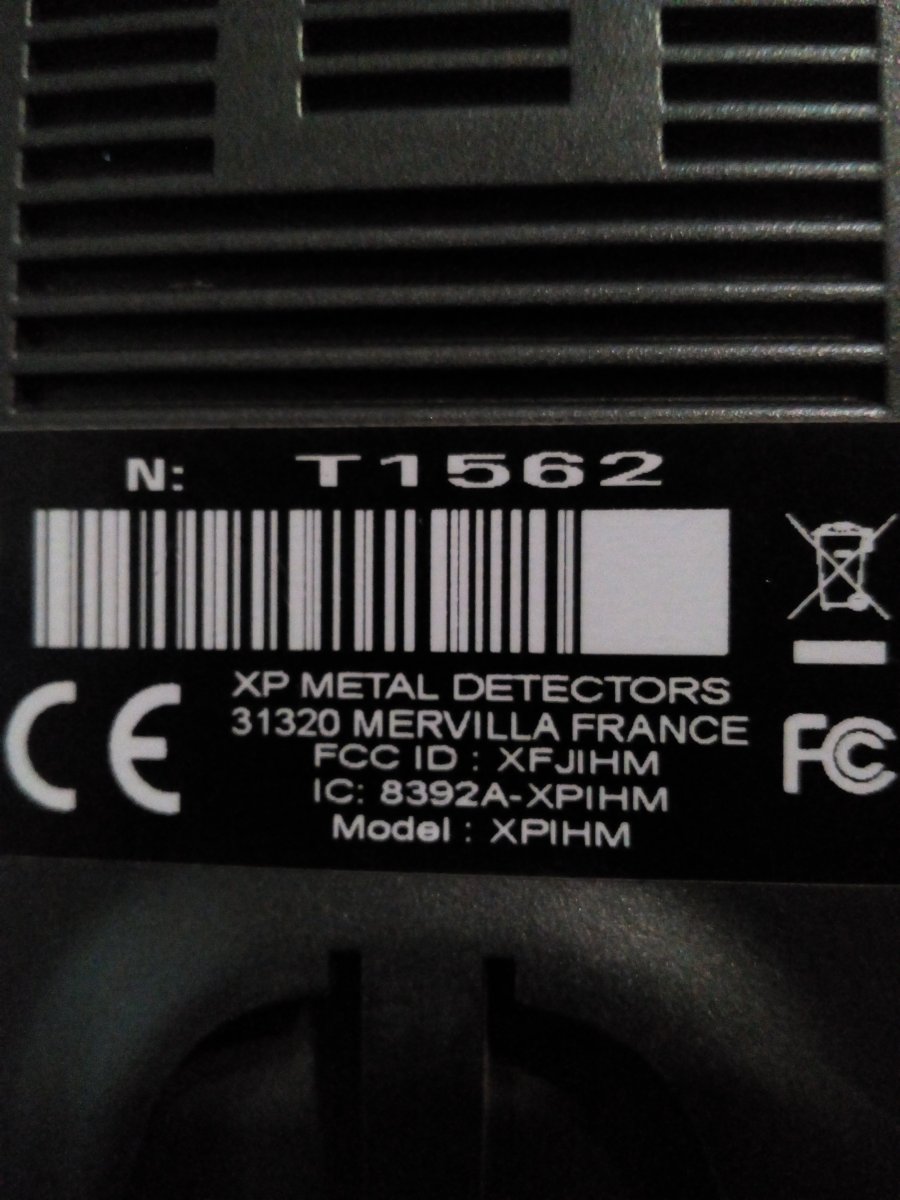 N: T1562
XP METAL DETECTORS
31320 MERVILLA FRANCE
FCC ID : XFJIHM
IC: 8392A-XPIHM
Model : XPIHM
CE
FC